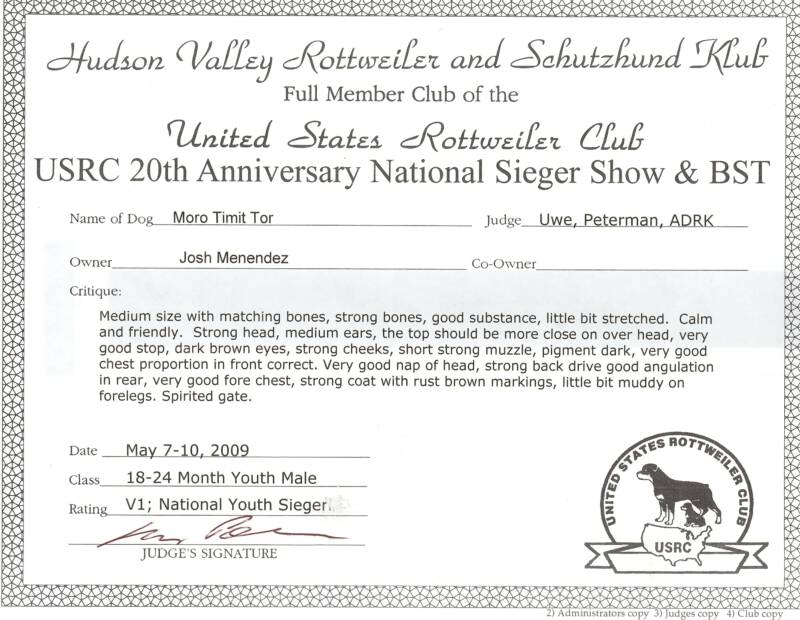 Hudson Valley Rottweiler and Schutzhund Klub
Full Member Club of the
United States Rottweiler Club
USRC 20th Anniversary National Sieger Show & BST
Name of Dog Moro Timit Tor Judge Uwe, Peterman, ADRK
Owner Josh Menendez Co-Owner
Critique:
Medium size with matching bones, strong bones, good substance, little bit stretched. Calm
and friendly. Strong head, medium ears, the top should be more close on over head, very
good stop, dark brown eyes, strong cheeks, short strong muzzle, pigment dark, very good
chest proportion in front correct. Very good nap of head, strong back drive good angulation
in rear, very good fore chest, strong coat with rust brown markings, little bit muddy on
forelegs. Spirited gate.
Date May 7-10, 2009
Class 18-24 Month Youth Male
Rating V1; National Youth Sieger
JUDGE'S SIGNATURE
UNITED STATES ROTTWEILER CLUB
USRC
2) Administrators copy 3) Judges copy 4) Club copy